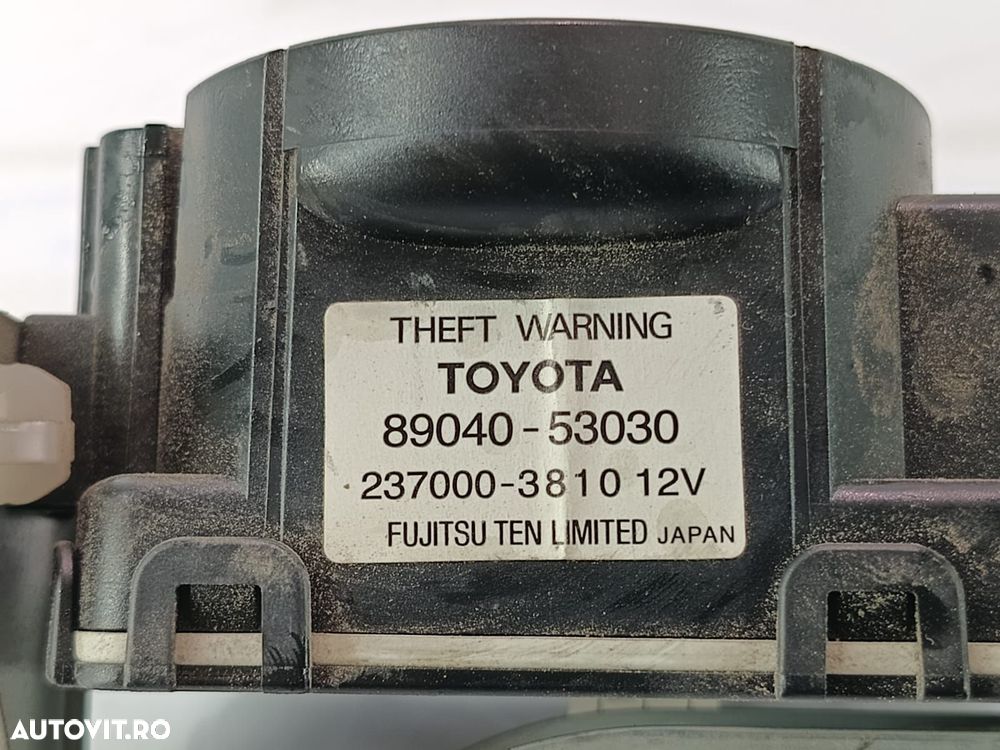 THEFT WARNING
TOYOTA
89040-53030
237000-3810 12V
FUJITSU TEN LIMITED JAPAN
AUTOVIT.RO